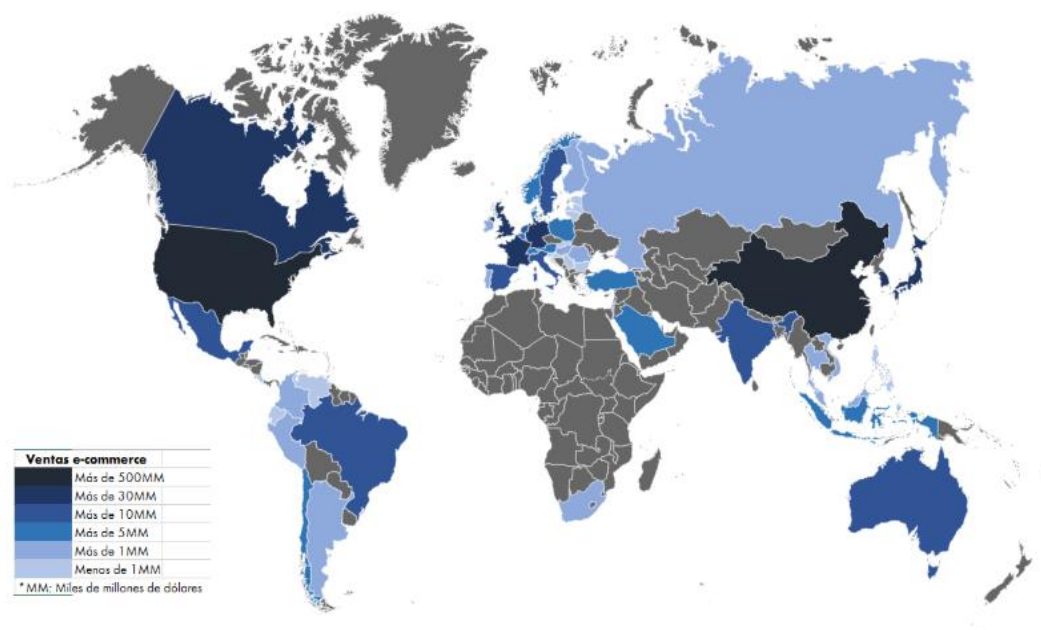 Ventas e-commerce
Más de 500MM
Más de 30MM
Más de 10MM
Más de 5MM
Más de 1MM
Menos de 1MM
*MM: Miles de millones de dólares